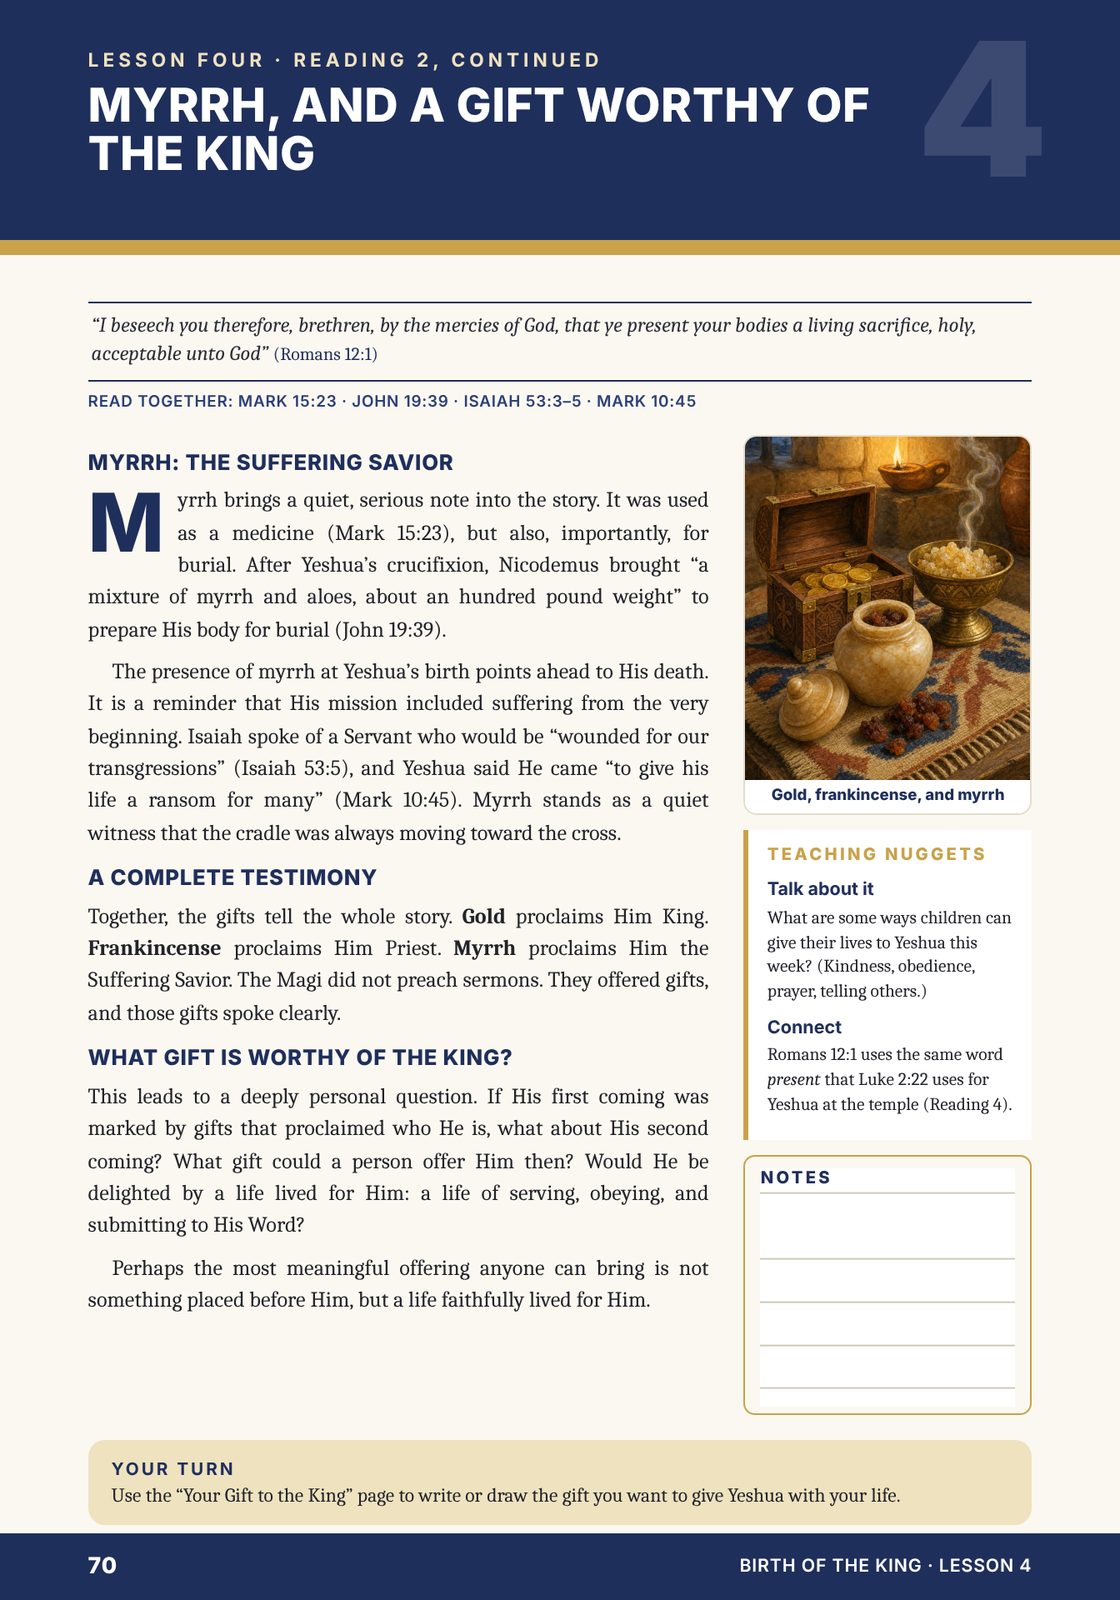 LESSON FOUR · READING 2, CONTINUED
MYRRH, AND A GIFT WORTHY OF
THE KING
4
“I beseech you therefore, brethren, by the mercies of God, that ye present your bodies a living sacrifice, holy,
acceptable unto God” (Romans 12:1)
READ TOGETHER: MARK 15:23 · JOHN 19:39 · ISAIAH 53:3–5 · MARK 10:45
MYRRH: THE SUFFERING SAVIOR
Myrrh brings a quiet, serious note into the story. It was used
as a medicine (Mark 15:23), but also, importantly, for
burial. After Yeshua’s crucifixion, Nicodemus brought “a
mixture of myrrh and aloes, about an hundred pound weight” to
prepare His body for burial (John 19:39).
The presence of myrrh at Yeshua’s birth points ahead to His death.
It is a reminder that His mission included suffering from the very
beginning. Isaiah spoke of a Servant who would be “wounded for our
transgressions” (Isaiah 53:5), and Yeshua said He came “to give his
life a ransom for many” (Mark 10:45). Myrrh stands as a quiet
witness that the cradle was always moving toward the cross.
A COMPLETE TESTIMONY
Together, the gifts tell the whole story. Gold proclaims Him King.
Frankincense proclaims Him Priest. Myrrh proclaims Him the
Suffering Savior. The Magi did not preach sermons. They offered gifts,
and those gifts spoke clearly.
WHAT GIFT IS WORTHY OF THE KING?
This leads to a deeply personal question. If His first coming was
marked by gifts that proclaimed who He is, what about His second
coming? What gift could a person offer Him then? Would He be
delighted by a life lived for Him: a life of serving, obeying, and
submitting to His Word?
Perhaps the most meaningful offering anyone can bring is not
something placed before Him, but a life faithfully lived for Him.
Gold, frankincense, and myrrh
TEACHING NUGGETS
Talk about it
What are some ways children can
give their lives to Yeshua this
week? (Kindness, obedience,
prayer, telling others.)
Connect
Romans 12:1 uses the same word
present that Luke 2:22 uses for
Yeshua at the temple (Reading 4).
NOTES
YOUR TURN
Use the “Your Gift to the King” page to write or draw the gift you want to give Yeshua with your life.
70
BIRTH OF THE KING · LESSON 4